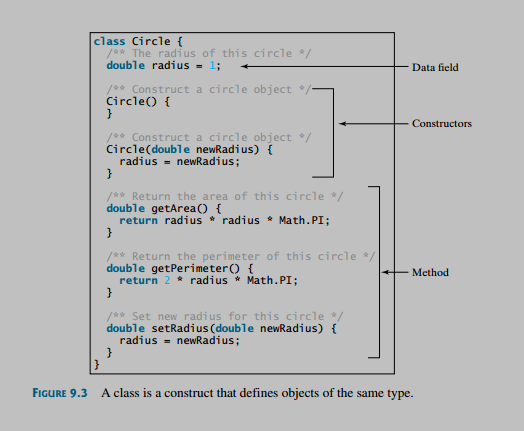 class Circle {
/** The radius of this circle */
double radius = 1;
Data field
/** Construct a circle object */
Circle() {
}
Constructors
/** Construct a circle object */
Circle(double newRadius) {
radius = newRadius;
}
/** Return the area of this circle */
double getArea() {
return radius * radius * Math.PI;
}
/** Return the perimeter of this circle */
double getPerimeter() {
return 2 * radius * Math.PI;
}
Method
/** Set new radius for this circle */
double setRadius(double newRadius) {
radius = newRadius;
}
}
FIGURE 9.3 A class is a construct that defines objects of the same type.